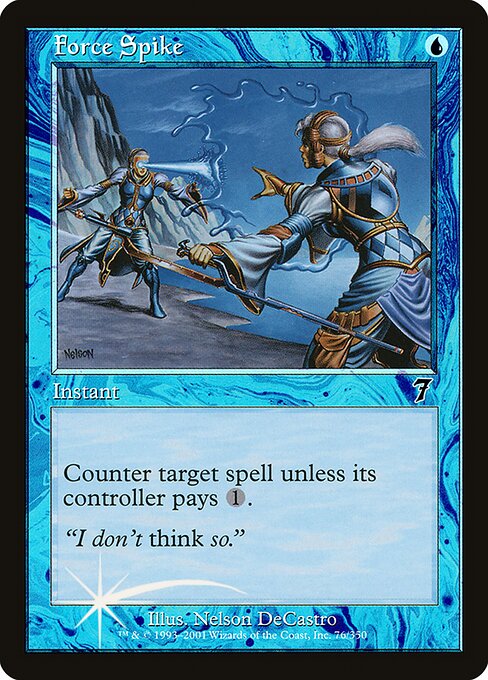 Force Spike
NELSON
Instant
7
Counter target spell unless its
controller pays 1.
"I don't think so."
Illus. Nelson DeCastro
™ & © 1993–2001 Wizards of the Coast, Inc. 76/350